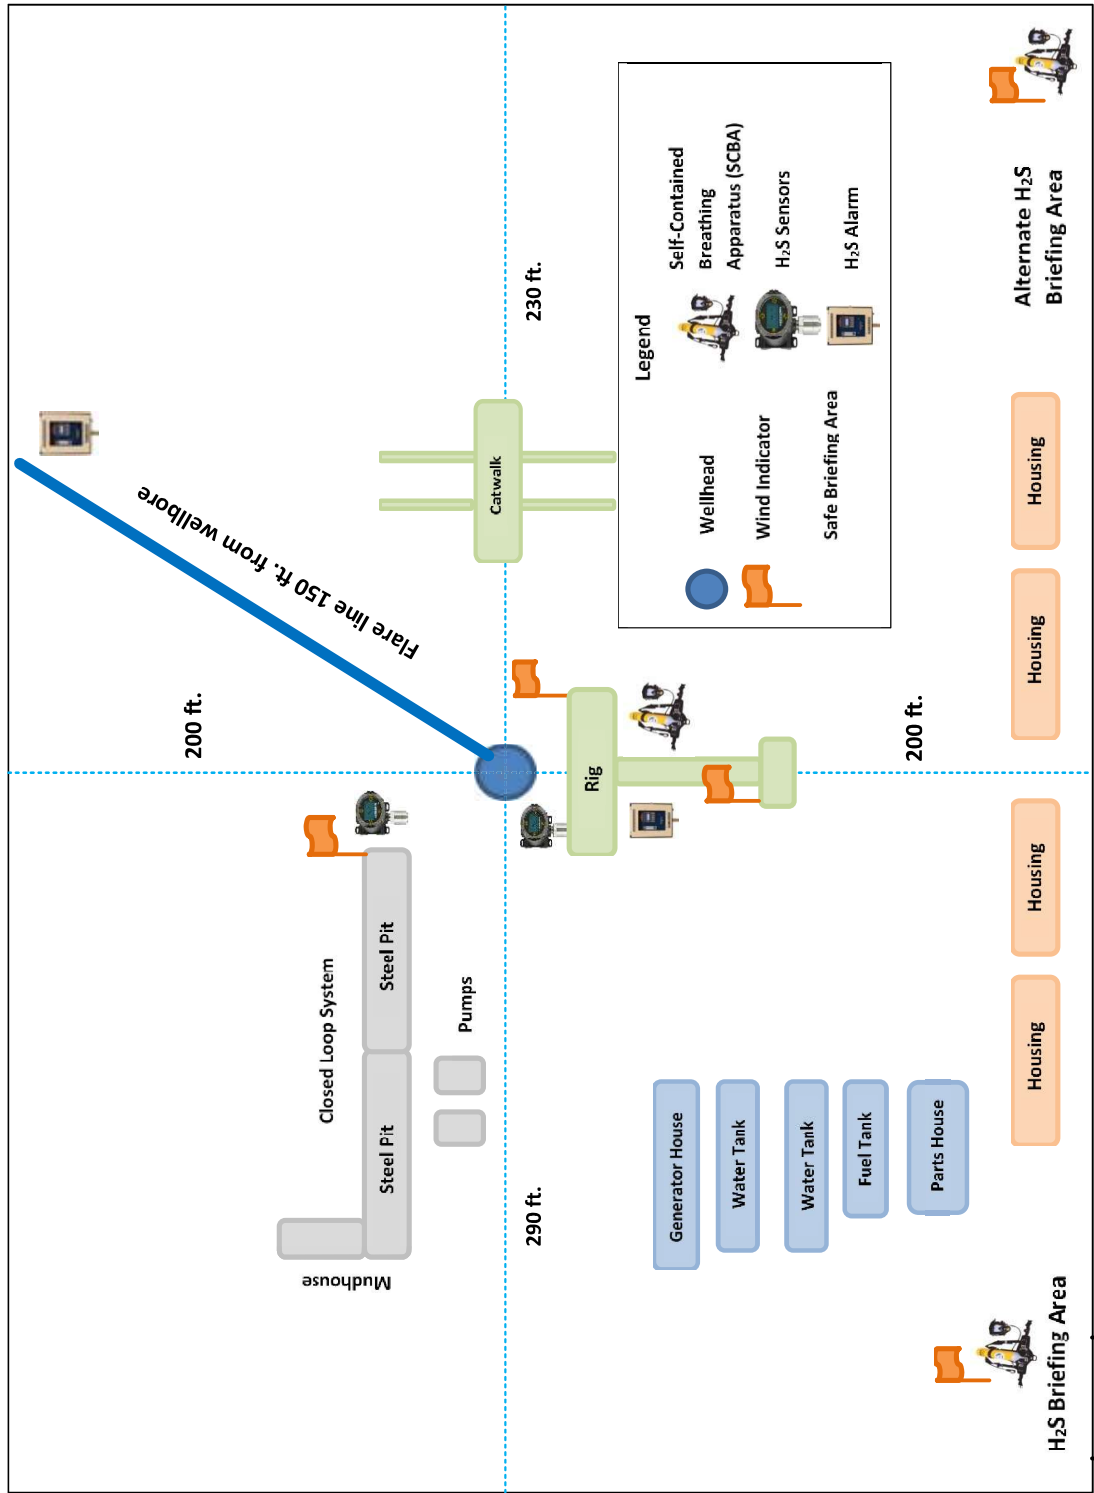 Mudhouse
Closed Loop System
Steel Pit
Steel Pit
Pumps
200 ft.
Flare line 150 ft. from wellbore
290 ft.
230 ft.
Catwalk
Rig
Generator House
Water Tank
Water Tank
Fuel Tank
Parts House
200 ft.
Legend
Wellhead
Wind Indicator
Safe Briefing Area
Self-Contained
Breathing
Apparatus (SCBA)
H₂S Sensors
H₂S Alarm
H₂S Briefing Area
Housing
Housing
Housing
Housing
Alternate H₂S
Briefing Area